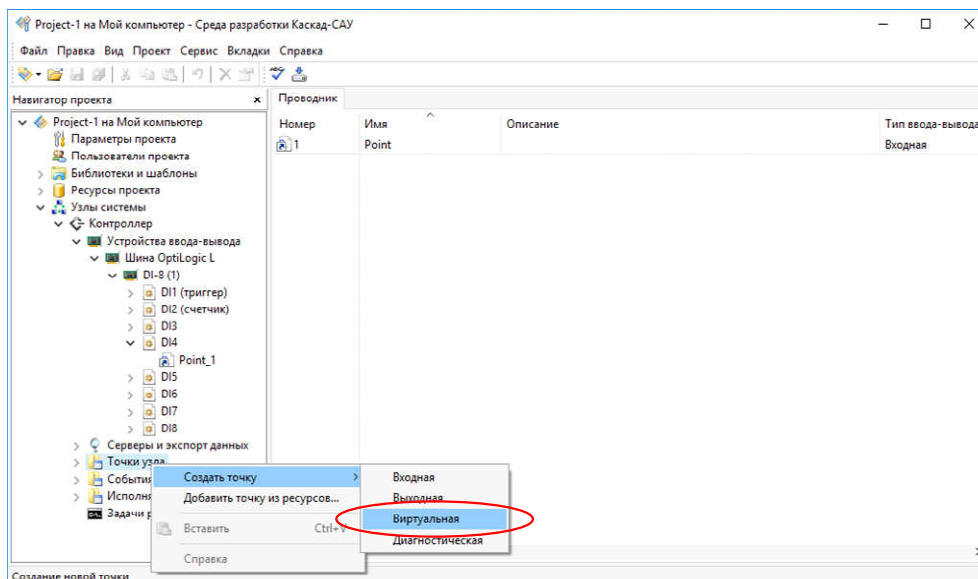 Project-1 на Мой компьютер - Среда разработки Каскад-САУ
Файл Правка Вид Проект Сервис Вкладки Справка
Навигатор проекта
Проводник
Номер Имя Описание Тип ввода-вывода
1 Point Входная
Project-1 на Мой компьютер
Параметры проекта
Пользователи проекта
Библиотеки и шаблоны
Ресурсы проекта
Узлы системы
Контроллер
Устройства ввода-вывода
Шина OptiLogic L
DI-8 (1)
DI1 (триггер)
DI2 (счетчик)
DI3
DI4
Point_1
DI5
DI6
DI7
DI8
Серверы и экспорт данных
Точки узла
События
Исполня
Задачи р
Создать точку
Добавить точку из ресурсов...
Вставить Ctrl+V
Справка
Входная
Выходная
Виртуальная
Диагностическая
Создание новой точки